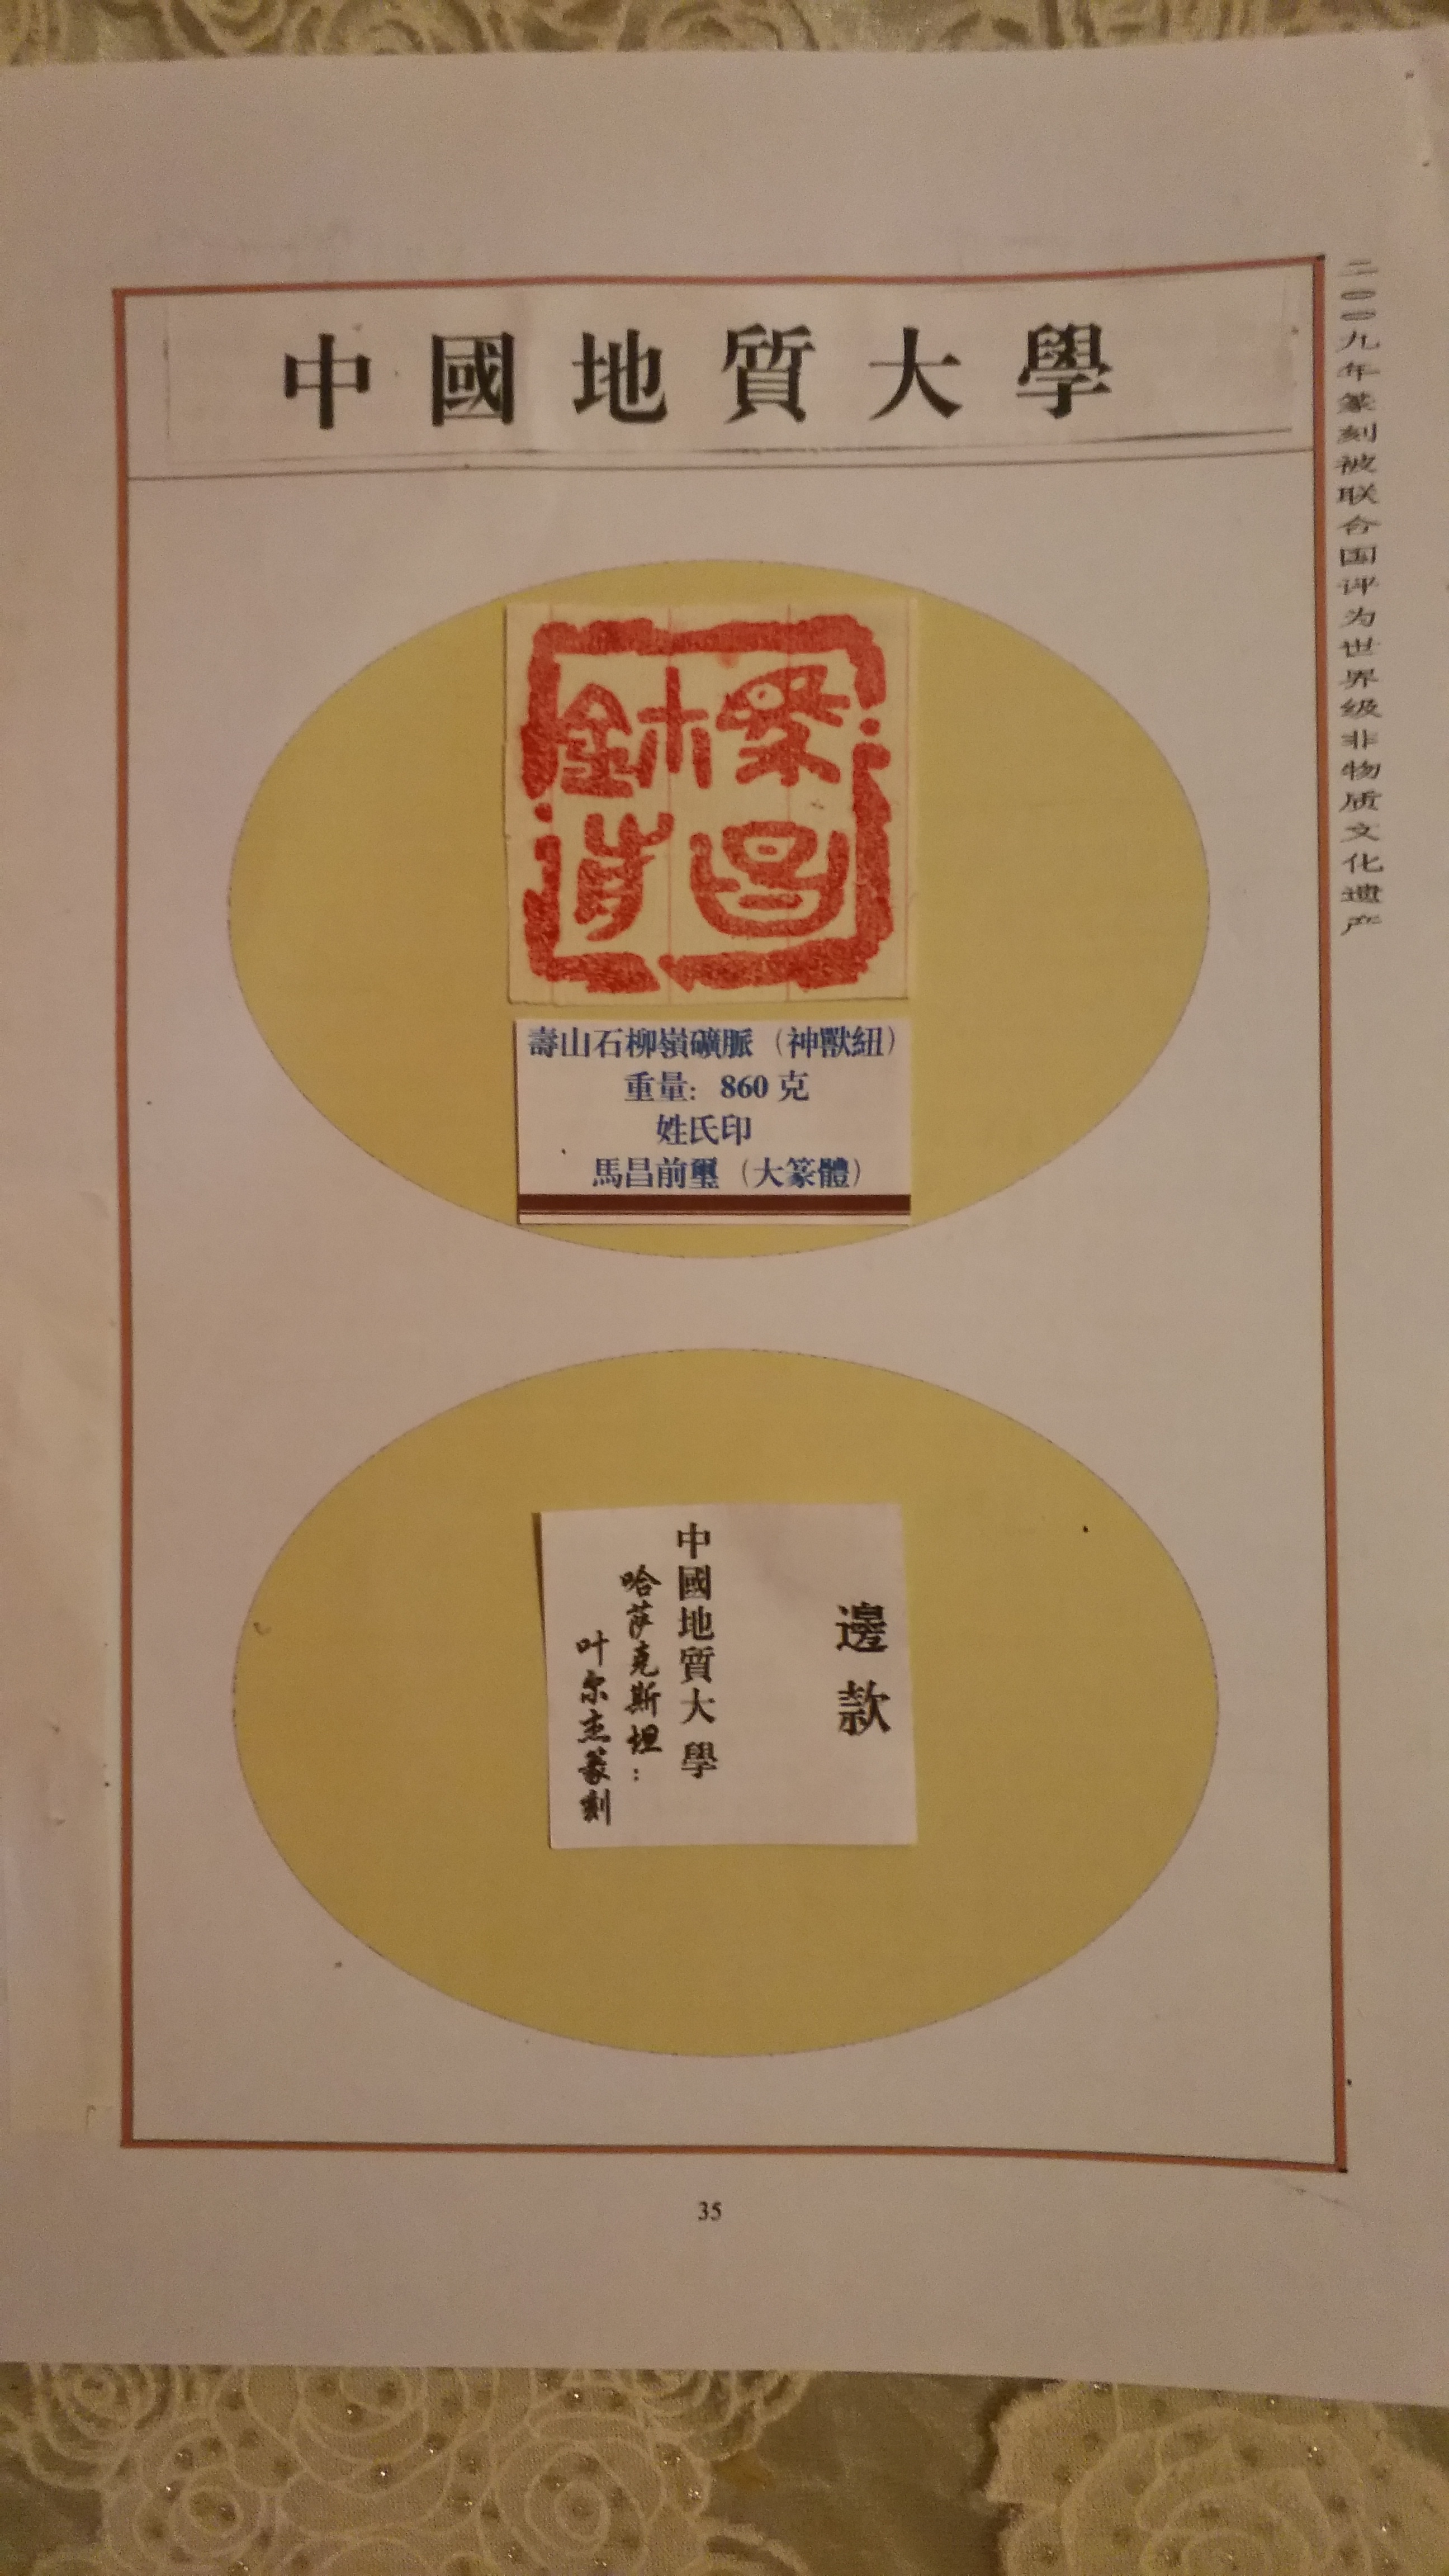 中國地質大學
二〇〇九年篆刻被联合国评为世界级非物质文化遗产
壽山石柳嶺礦脈（神獸紐）
重量：860 克
姓氏印
馬昌前璽（大篆體）
邊款
中國地質大學
哈萨克斯坦：
叶尔杰篆刻
35